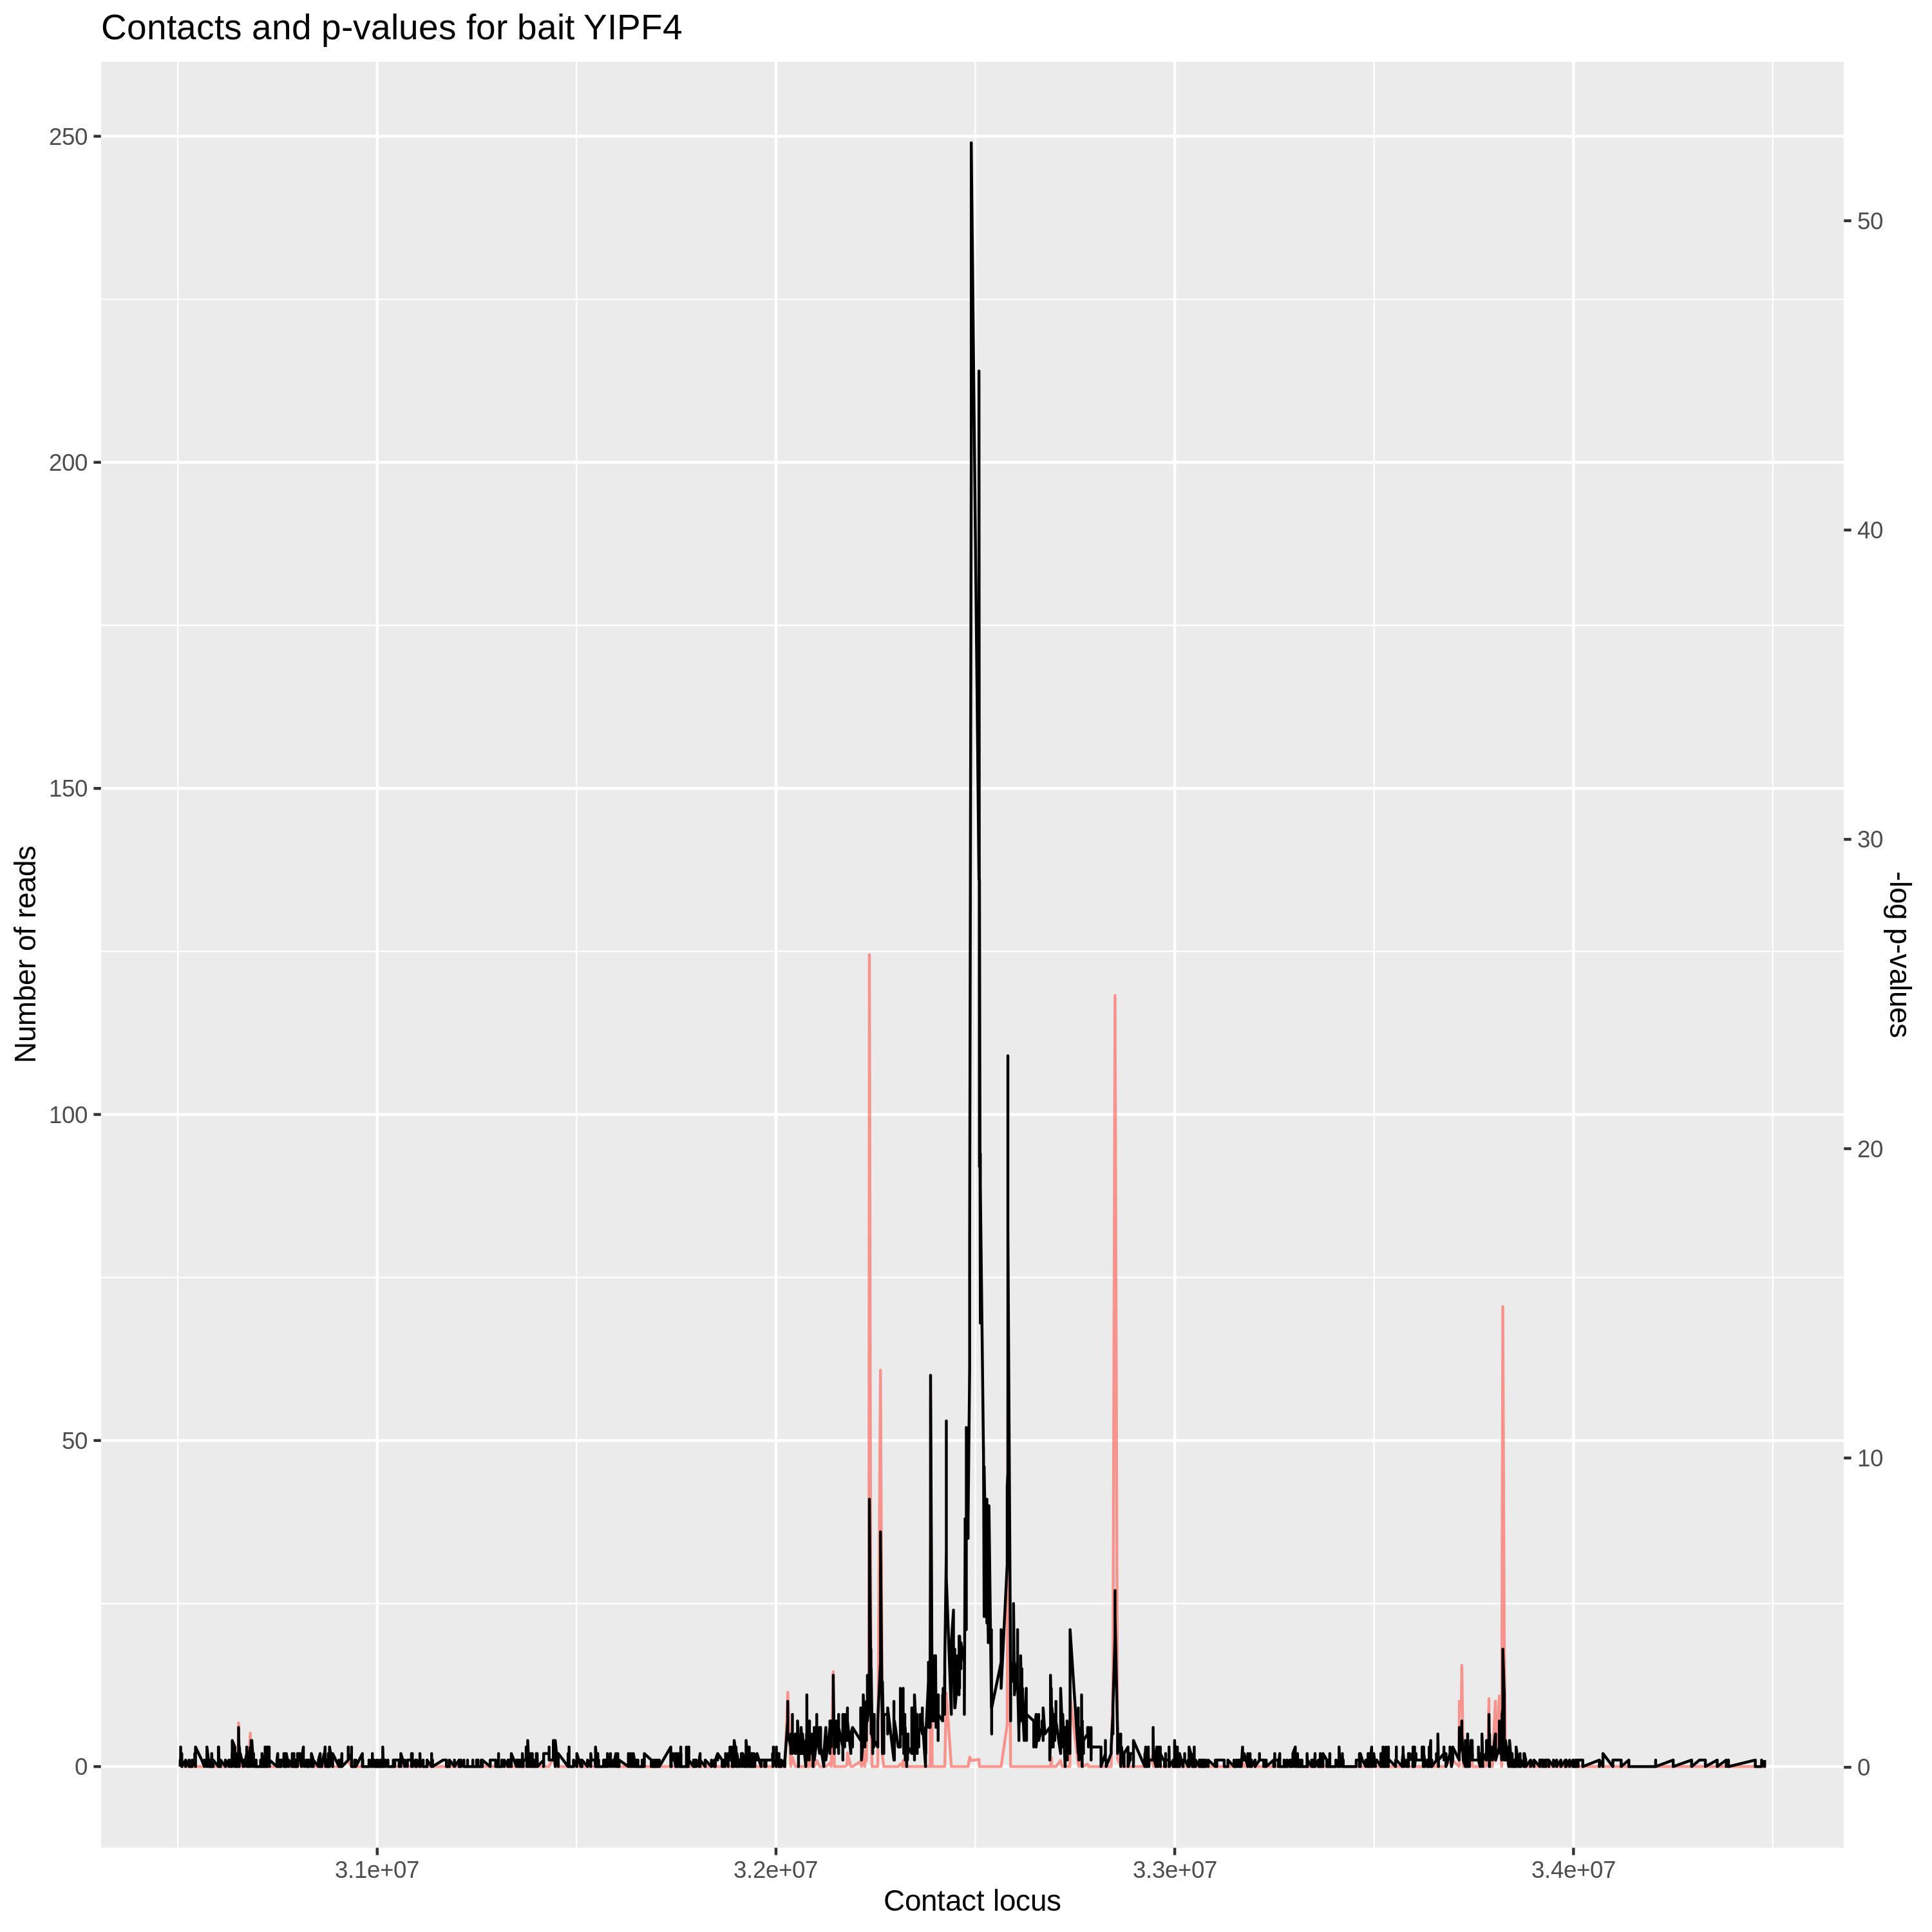 Contacts and p-values for bait YIPF4
250
200
150
100
50
0
Number of reads
50
40
30
20
10
0
-log p-values
3.1e+07
3.2e+07
3.3e+07
3.4e+07
Contact locus